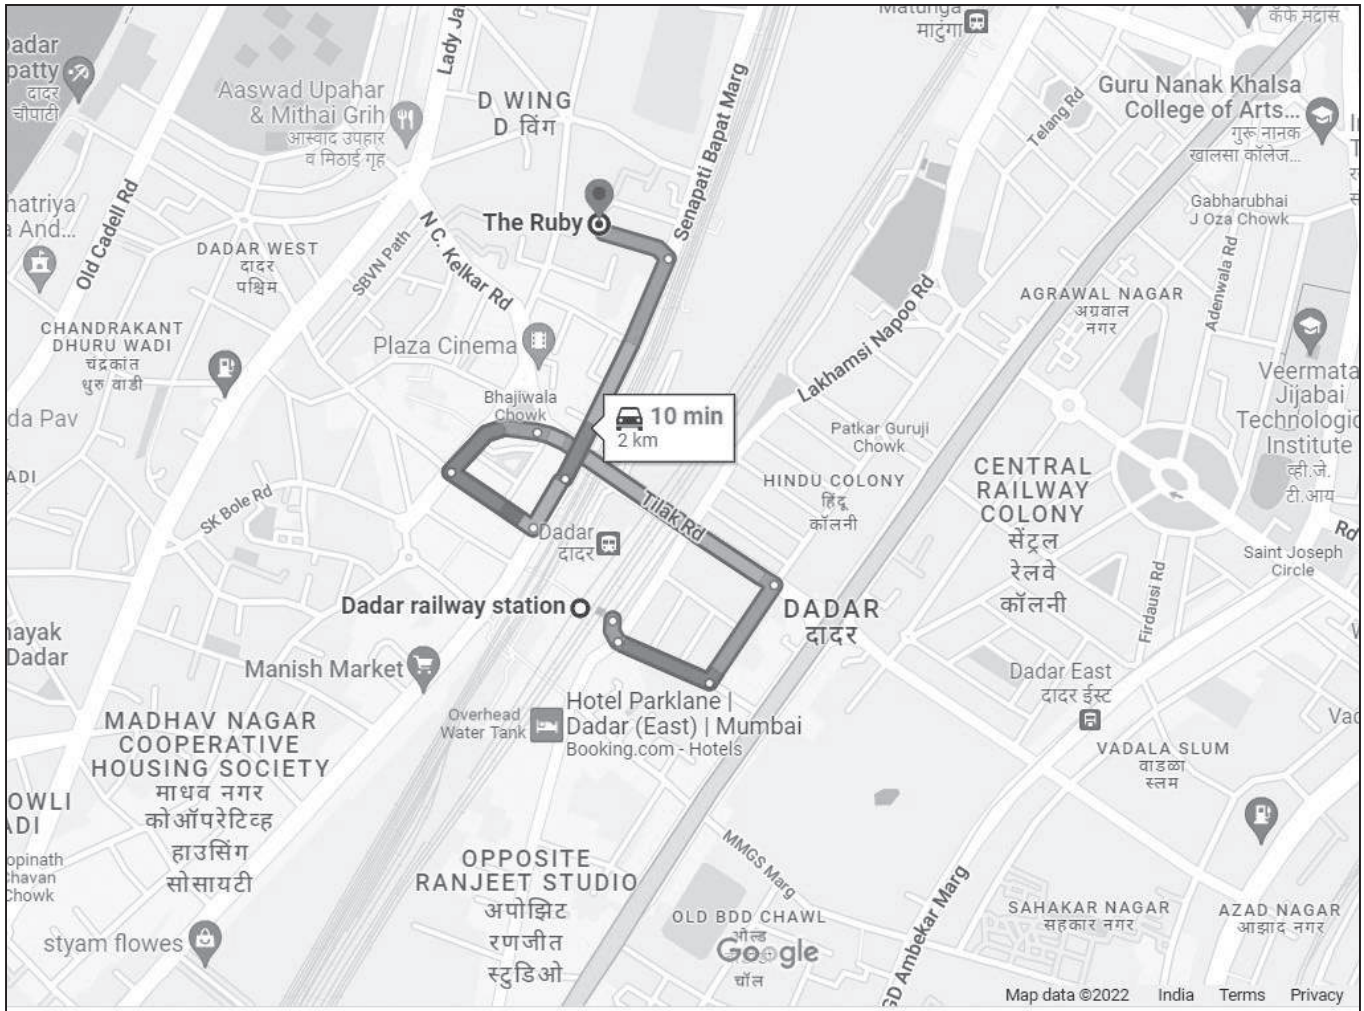 Matunga
माटुंगा
कॅफे मद्रास
Dadar
दादर
चौपाटी
Lady
Aaswad Upahar
& Mithai Grih
आस्वाद उपहार
व मिठाई गृह
D WING
D विंग
Senapati Bapat Marg
Telang Rd
Guru Nanak Khalsa
College of Arts...
गुरू नानक
खालसा कॉलेज...
Gabharubhai
J Oza Chowk
And...
Old Cadell Rd
DADAR WEST
दादर
पश्चिम
SBVN Path
N C. Kelkar Rd
The Ruby
Adenwala Rd
AGRAWAL NAGAR
अग्रवाल
नगर
Lakhamsi Napoo Rd
CHANDRAKANT
DHURU WADI
चंद्रकांत
धुरु वाडी
Plaza Cinema
Bhajiwala
Chowk
10 min
2 km
Patkar Guruji
Chowk
Veermata
Jijabai
Technologic
Institute
व्ही.जे.
टी.आय
da Pav
ADI
SK Bole Rd
Tilak Rd
HINDU COLONY
हिंदू
कॉलनी
CENTRAL
RAILWAY
COLONY
सेंट्रल
रेलवे
कॉलनी
Rd
Saint Joseph
Circle
Firdausi Rd
Dadar
दादर
Dadar railway station
DADAR
दादर
nayak
Dadar
Manish Market
Dadar East
दादर ईस्ट
Hotel Parklane |
Dadar (East) | Mumbai
Booking.com - Hotels
Overhead
Water Tank
MADHAV NAGAR
COOPERATIVE
HOUSING SOCIETY
माधव नगर
कोऑपरेटिव्ह
हाउसिंग
सोसायटी
VADALA SLUM
वाडळा
स्लम
OWLI
ADI
opinath
Chavan
Chowk
OPPOSITE
RANJEET STUDIO
अपोझिट
रणजीत
स्टुडिओ
MMGS Marg
GD Ambekar Marg
OLD BDD CHAWL
ओल्ड
चॉल
Google
SAHAKAR NAGAR
सहकार नगर
AZAD NAGAR
आझाद नगर
styam flowes
Map data ©2022 India Terms Privacy